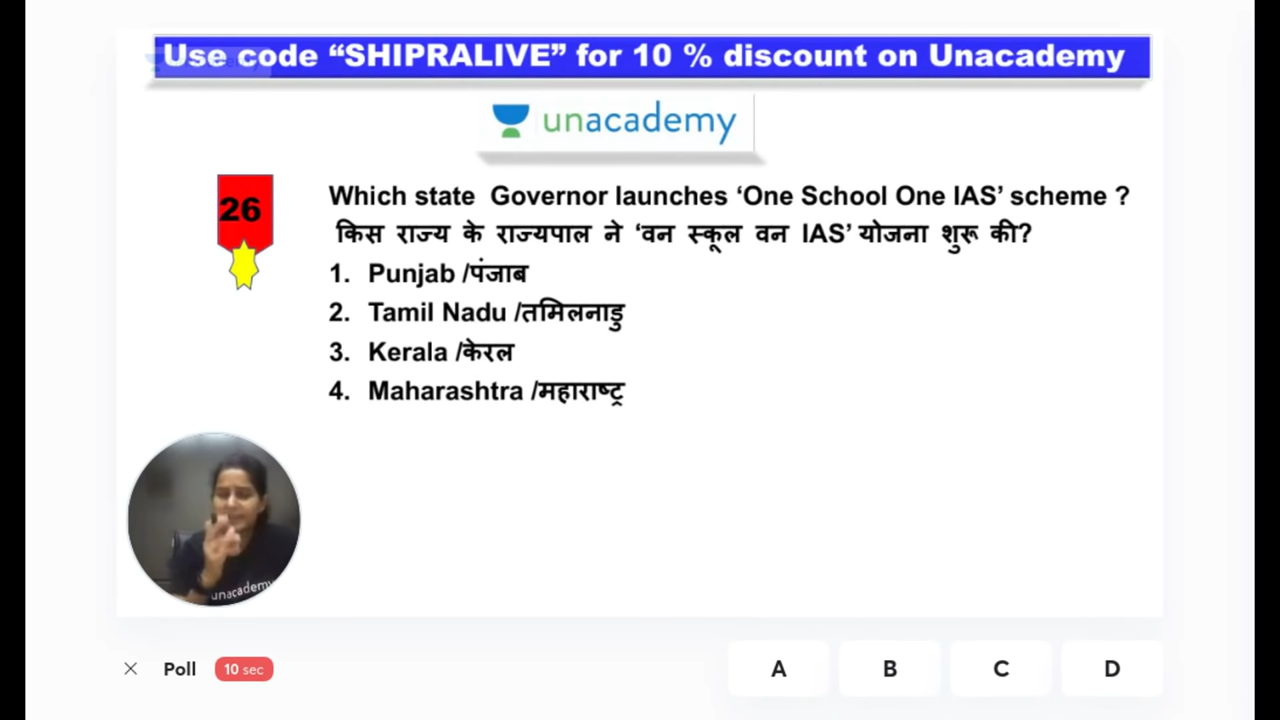 Use code “SHIPRALIVE” for 10 % discount on Unacademy
unacademy
26
Which state Governor launches ‘One School One IAS’ scheme ?
किस राज्य के राज्यपाल ने ‘वन स्कूल वन IAS’ योजना शुरू की?
1. Punjab /पंजाब
2. Tamil Nadu /तमिलनाडु
3. Kerala /केरल
4. Maharashtra /महाराष्ट्र
unacademy
× Poll 10 sec A B C D